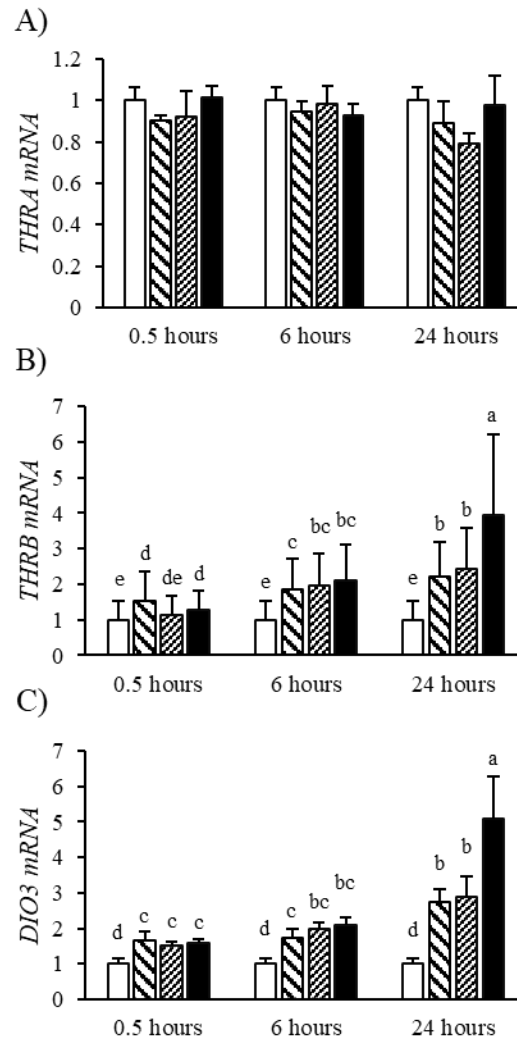 A)
THRA mRNA
1.2
1
0.8
0.6
0.4
0.2
0
0.5 hours 6 hours 24 hours
B)
THRB mRNA
7
6
5
4
3
2
1
0
e d de d e c bc bc e b b a
0.5 hours 6 hours 24 hours
C)
DIO3 mRNA
7
6
5
4
3
2
1
0
d c c c d c bc bc d b b a
0.5 hours 6 hours 24 hours